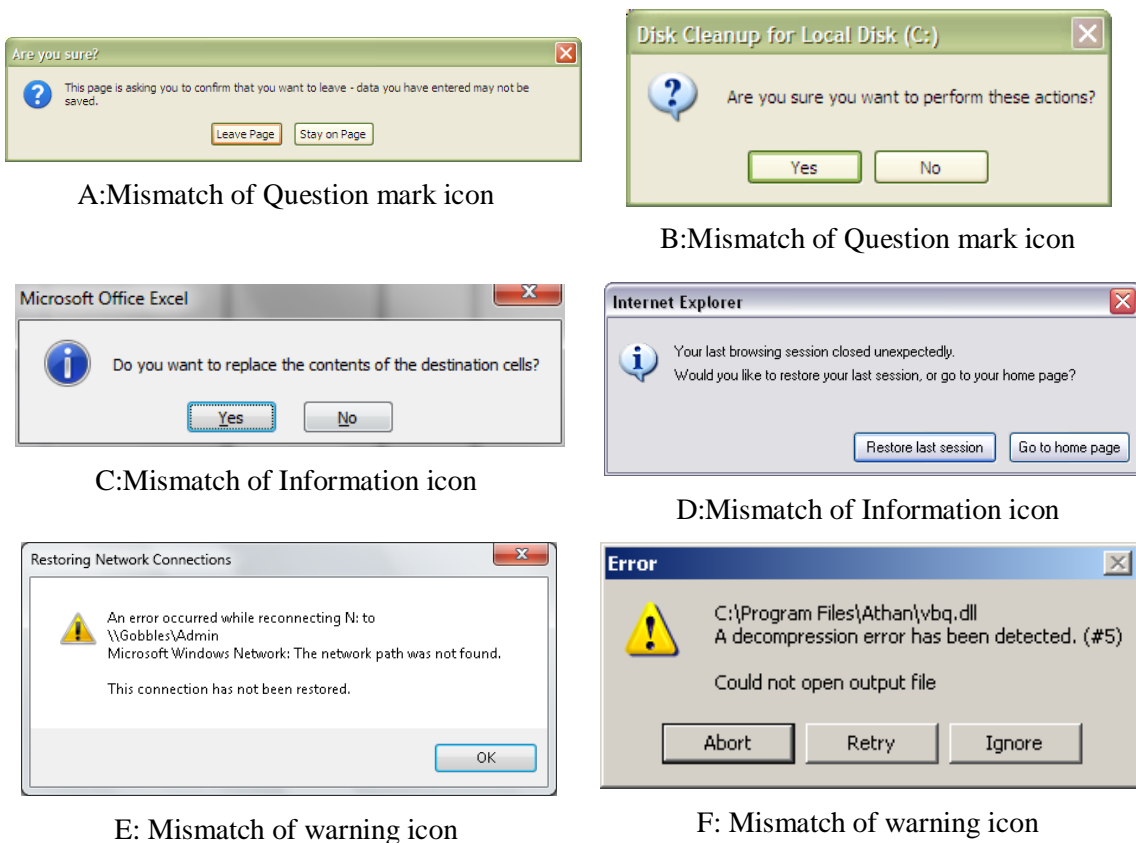 Are you sure?
This page is asking you to confirm that you want to leave - data you have entered may not be
saved.
Leave Page Stay on Page
A:Mismatch of Question mark icon
Disk Cleanup for Local Disk (C:)
Are you sure you want to perform these actions?
Yes No
B:Mismatch of Question mark icon
Microsoft Office Excel
Do you want to replace the contents of the destination cells?
Yes No
C:Mismatch of Information icon
Internet Explorer
Your last browsing session closed unexpectedly.
Would you like to restore your last session, or go to your home page?
Restore last session Go to home page
D:Mismatch of Information icon
Restoring Network Connections
An error occurred while reconnecting N: to
\\Gobbles\Admin
Microsoft Windows Network: The network path was not found.
This connection has not been restored.
OK
E: Mismatch of warning icon
Error
C:\Program Files\Athan\vbq.dll
A decompression error has been detected. (#5)
Could not open output file
Abort Retry Ignore
F: Mismatch of warning icon